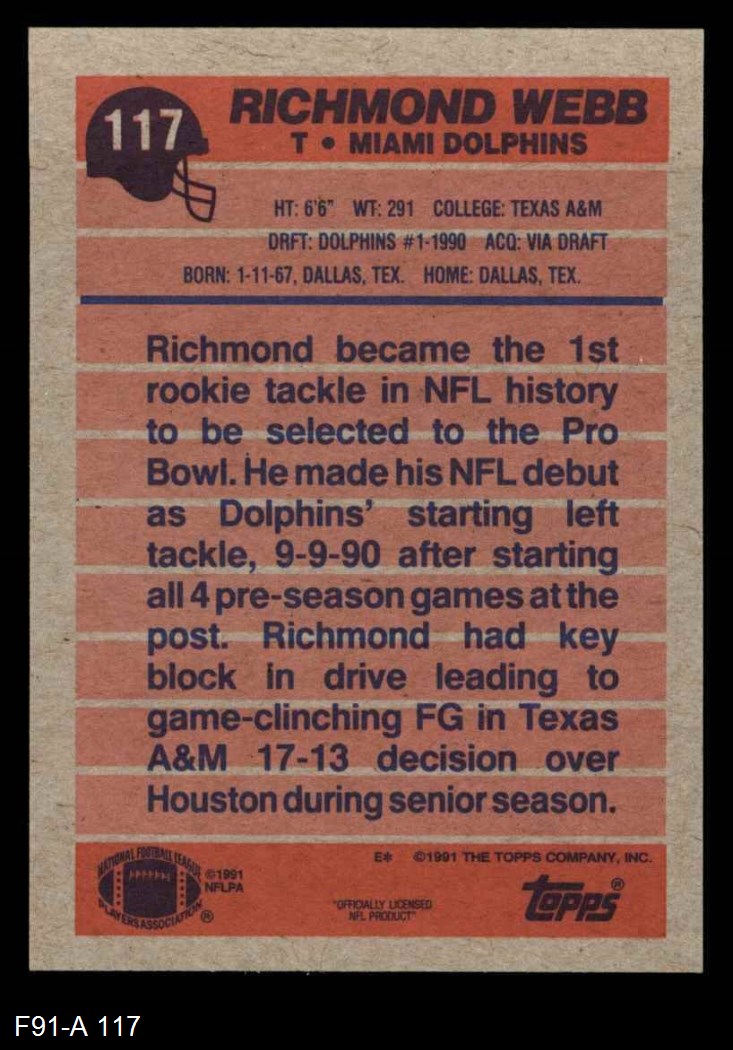 117
RICHMOND WEBB
T • MIAMI DOLPHINS
HT: 6'6" WT: 291 COLLEGE: TEXAS A&M
DRFT: DOLPHINS #1-1990 ACQ: VIA DRAFT
BORN: 1-11-67, DALLAS, TEX. HOME: DALLAS, TEX.
Richmond became the 1st
rookie tackle in NFL history
to be selected to the Pro
Bowl. He made his NFL debut
as Dolphins' starting left
tackle, 9-9-90 after starting
all 4 pre-season games at the
post. Richmond had key
block in drive leading to
game-clinching FG in Texas
A&M 17-13 decision over
Houston during senior season.
NATIONAL FOOTBALL LEAGUE
PLAYERS ASSOCIATION ®
©1991
NFLPA
E* ©1991 THE TOPPS COMPANY, INC.
"OFFICIALLY LICENSED
NFL PRODUCT"
topps®
F91-A 117